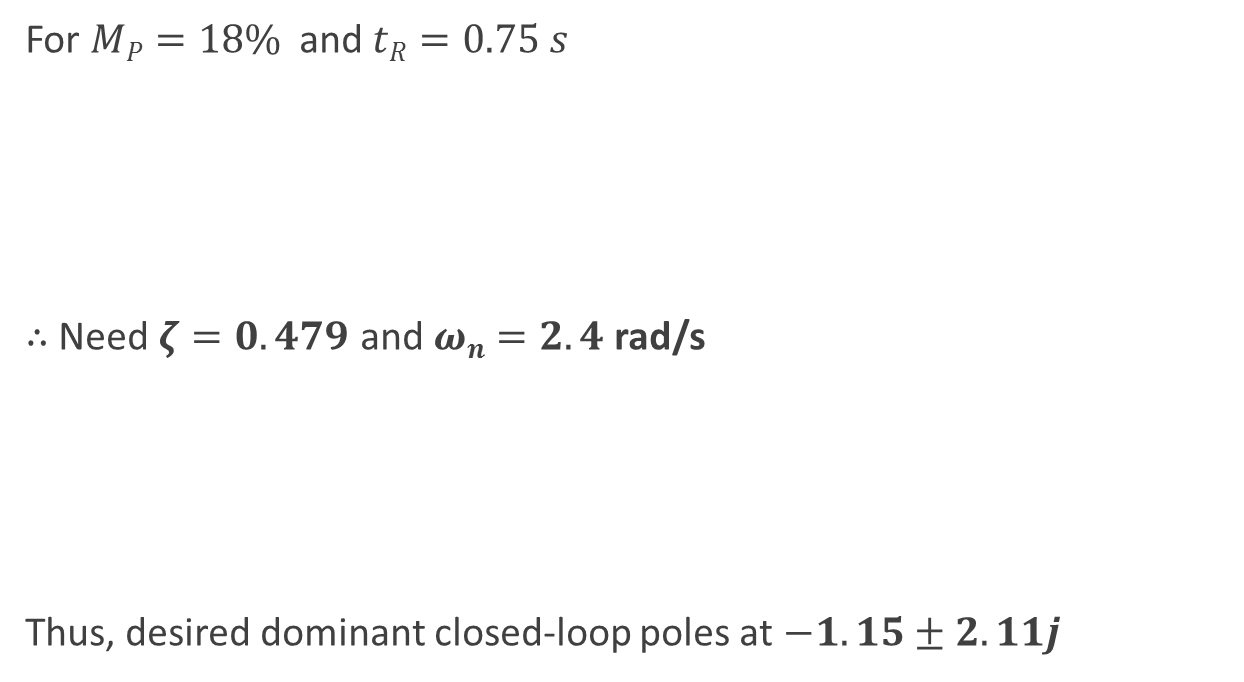 For M_P = 18% and t_R = 0.75 s
∴ Need ζ = 0.479 and ω_n = 2.4 rad/s
Thus, desired dominant closed-loop poles at −1.15 ± 2.11j